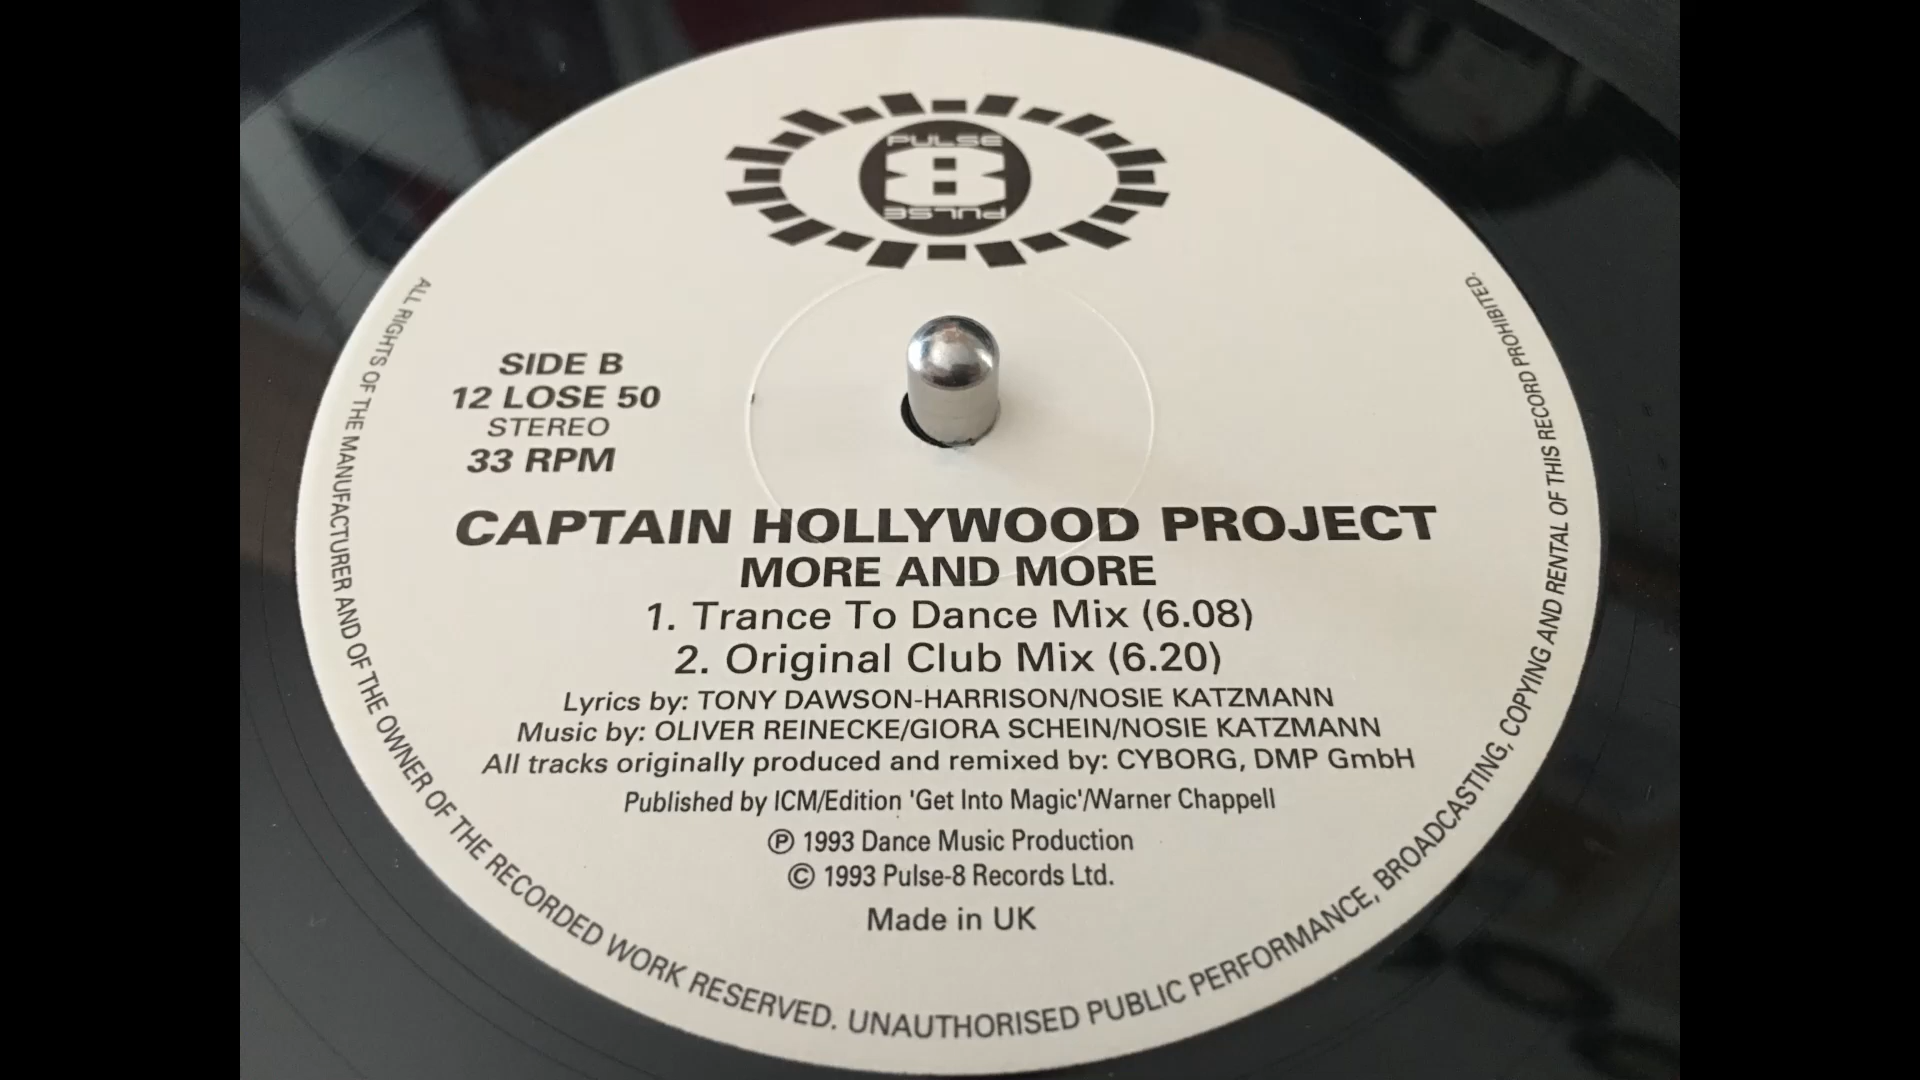 PULSE
8
PULSE
SIDE B
12 LOSE 50
STEREO
33 RPM
CAPTAIN HOLLYWOOD PROJECT
MORE AND MORE
1. Trance To Dance Mix (6.08)
2. Original Club Mix (6.20)
Lyrics by: TONY DAWSON-HARRISON/NOSIE KATZMANN
Music by: OLIVER REINECKE/GIORA SCHEIN/NOSIE KATZMANN
All tracks originally produced and remixed by: CYBORG, DMP GmbH
Published by ICM/Edition 'Get Into Magic'/Warner Chappell
℗ 1993 Dance Music Production
© 1993 Pulse-8 Records Ltd.
Made in UK
ALL RIGHTS OF THE MANUFACTURER AND OF THE OWNER OF THE RECORDED WORK RESERVED. UNAUTHORISED PUBLIC PERFORMANCE, BROADCASTING, COPYING AND RENTAL OF THIS RECORD PROHIBITED.